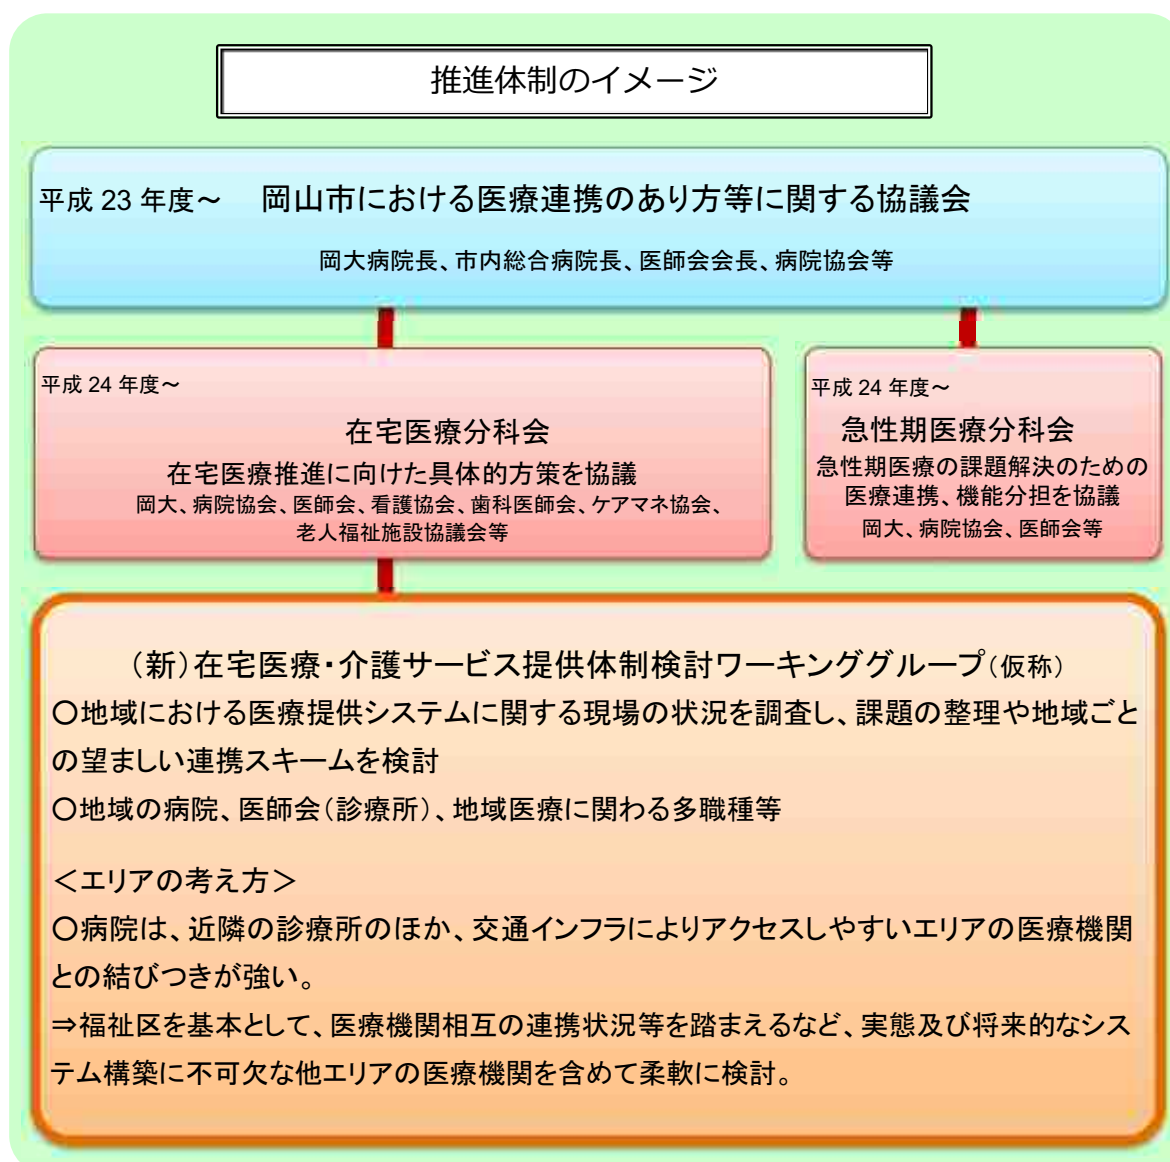 推進体制のイメージ
平成 23 年度～　岡山市における医療連携のあり方等に関する協議会
岡大病院長、市内総合病院長、医師会会長、病院協会等
平成 24 年度～
在宅医療分科会
在宅医療推進に向けた具体的方策を協議
岡大、病院協会、医師会、看護協会、歯科医師会、ケアマネ協会、
老人福祉施設協議会等
平成 24 年度～
急性期医療分科会
急性期医療の課題解決のための
医療連携、機能分担を協議
岡大、病院協会、医師会等
（新）在宅医療・介護サービス提供体制検討ワーキンググループ（仮称）
〇地域における医療提供システムに関する現場の状況を調査し、課題の整理や地域ごと
の望ましい連携スキームを検討
〇地域の病院、医師会（診療所）、地域医療に関わる多職種等
＜エリアの考え方＞
〇病院は、近隣の診療所のほか、交通インフラによりアクセスしやすいエリアの医療機関
との結びつきが強い。
⇒福祉区を基本として、医療機関相互の連携状況等を踏まえるなど、実態及び将来的なシス
テム構築に不可欠な他エリアの医療機関を含めて柔軟に検討。